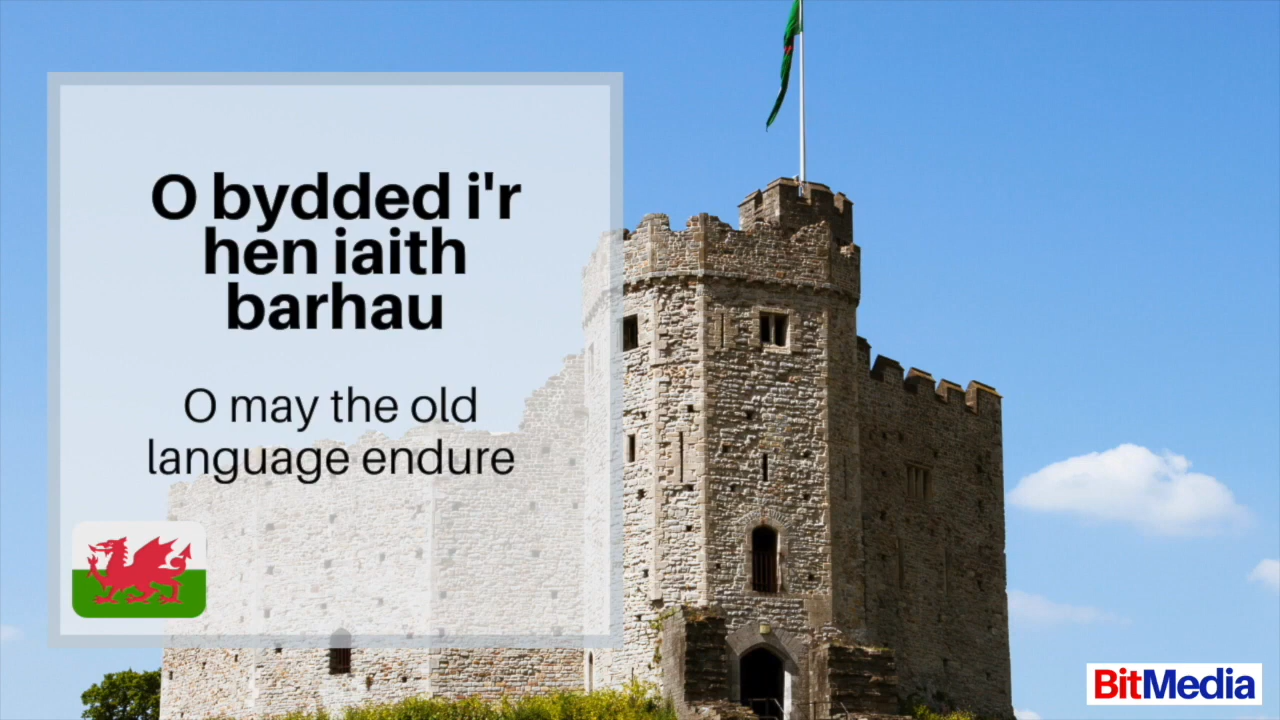 O bydded i'r
hen iaith
barhau
O may the old
language endure
BitMedia